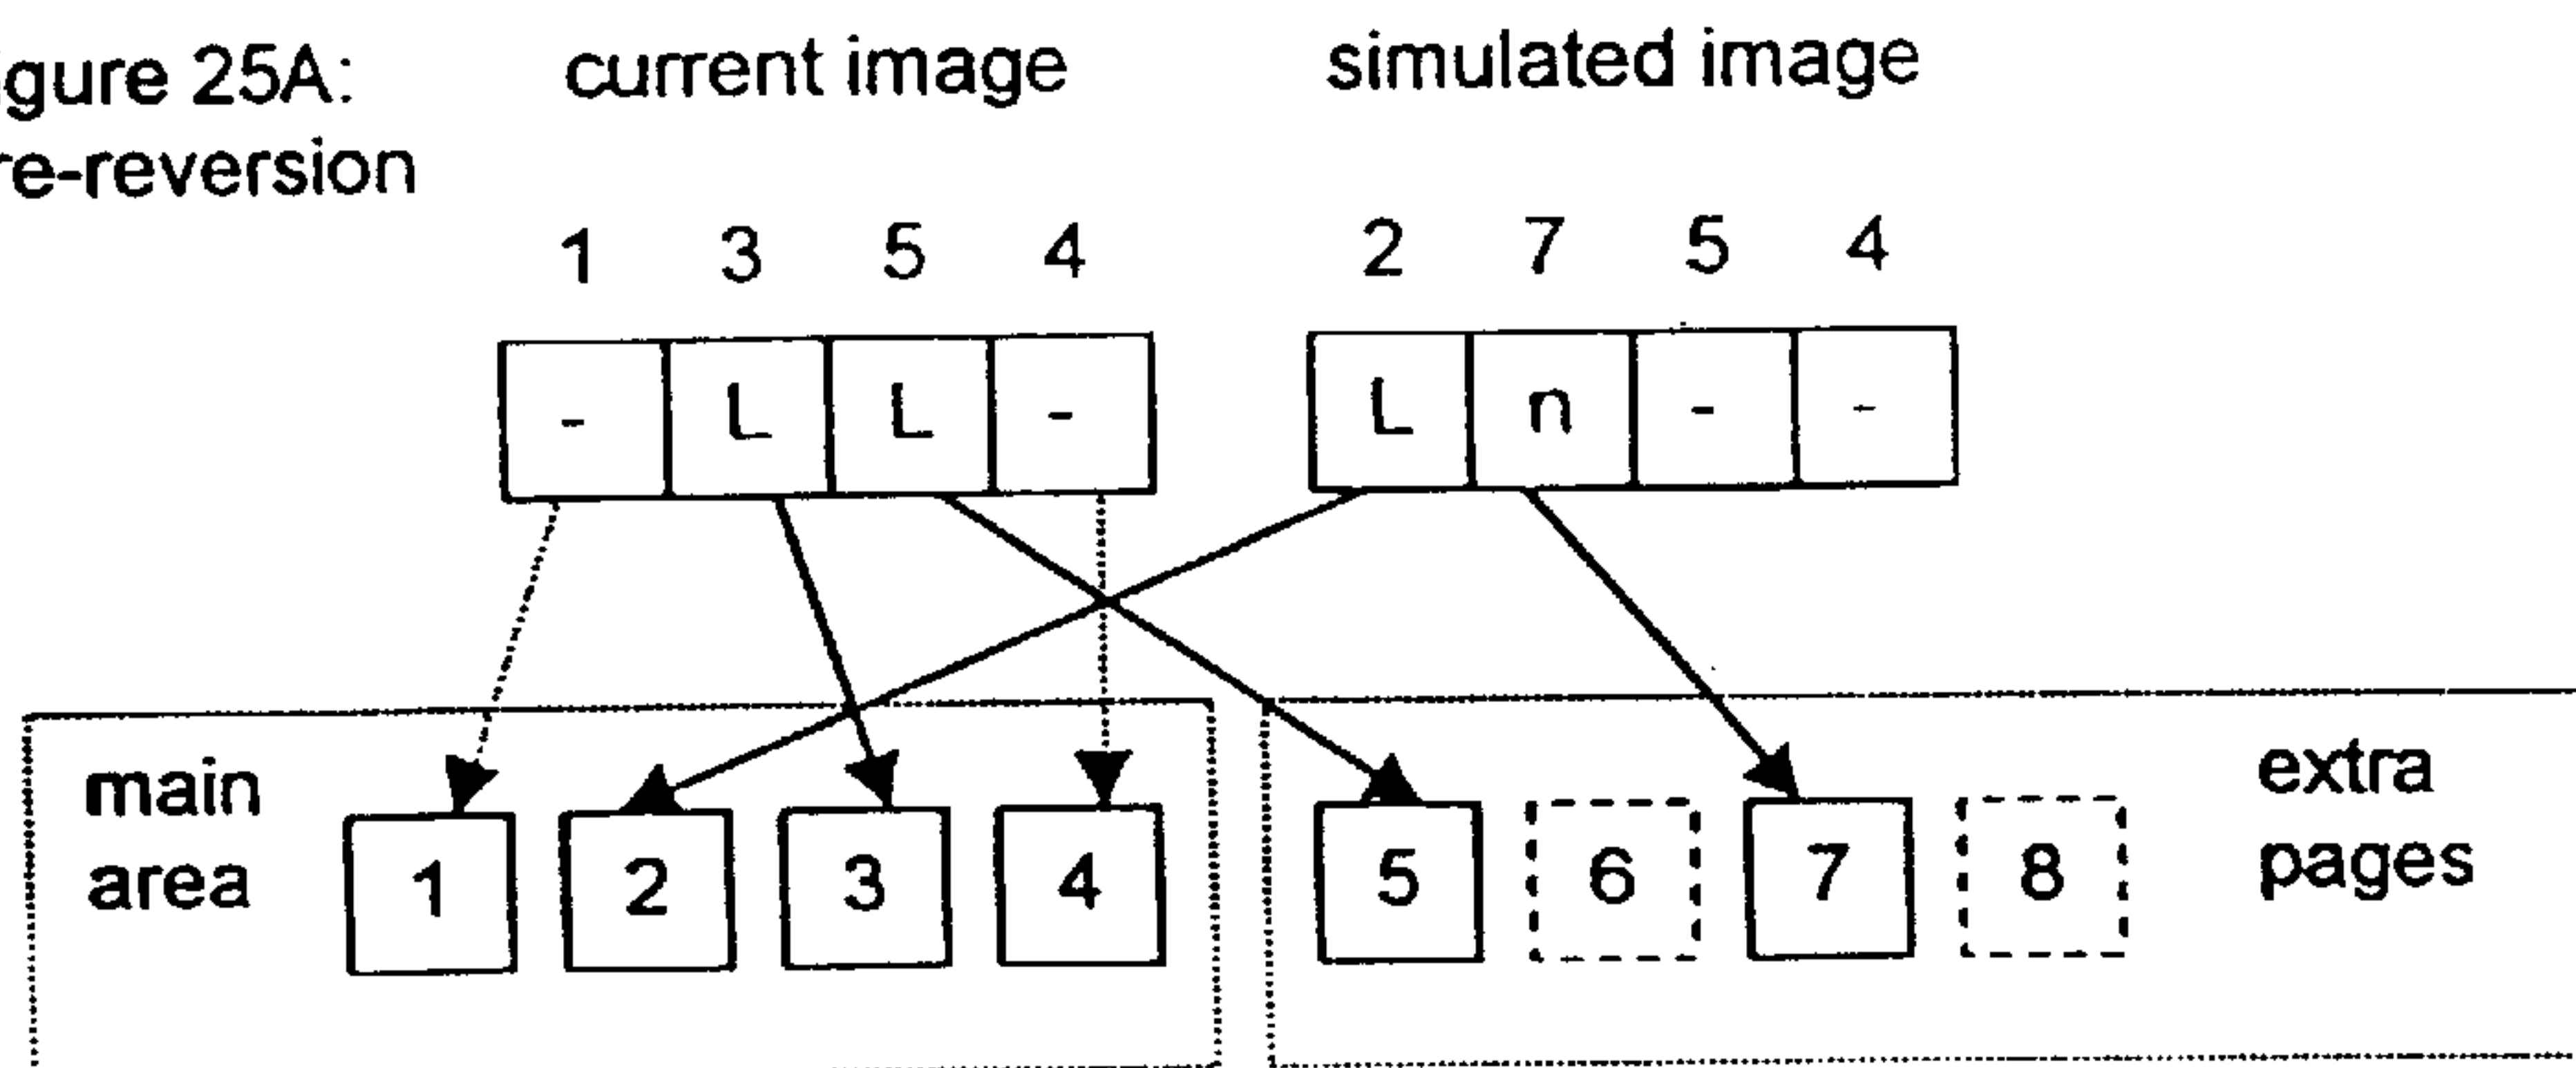 igure 25A:
re-reversion
current image
simulated image
1 3 5 4
2 7 5 4
- L L -
L n - -
main
area
1 2 3 4
5 6 7 8
extra
pages